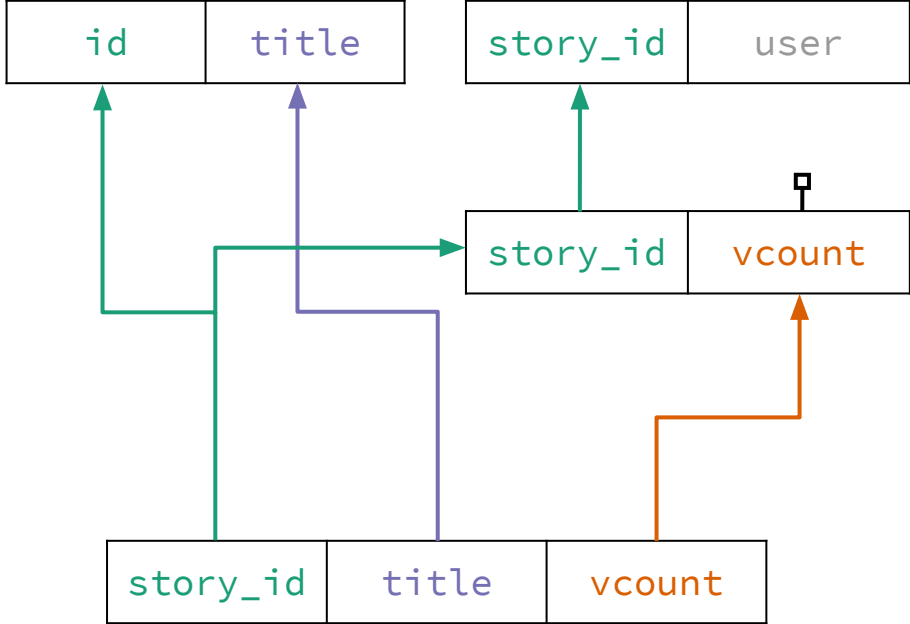 id title story_id user
story_id vcount
story_id title vcount